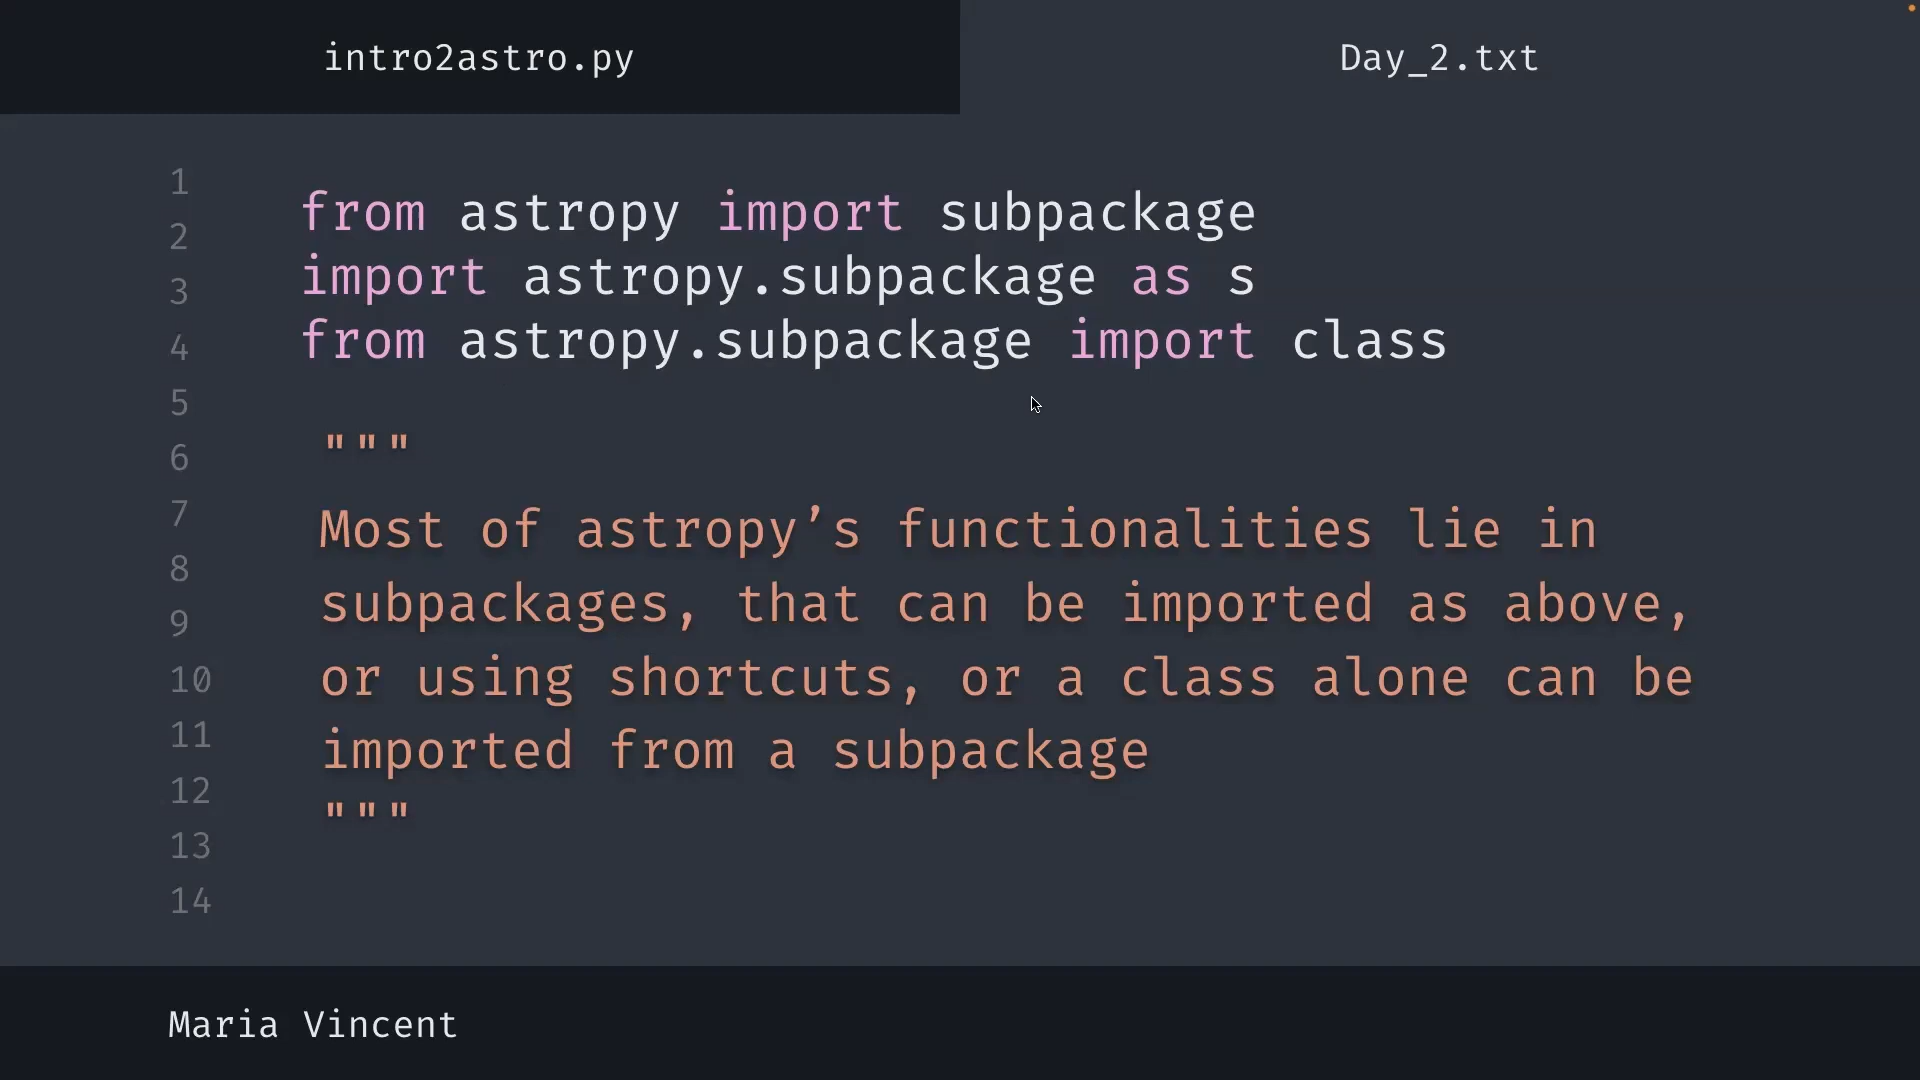 intro2astro.py
Day_2.txt
1
2
3
4
5
6
7
8
9
10
11
12
13
14
from astropy import subpackage
import astropy.subpackage as s
from astropy.subpackage import class
"""
Most of astropy’s functionalities lie in
subpackages, that can be imported as above,
or using shortcuts, or a class alone can be
imported from a subpackage
"""
Maria Vincent